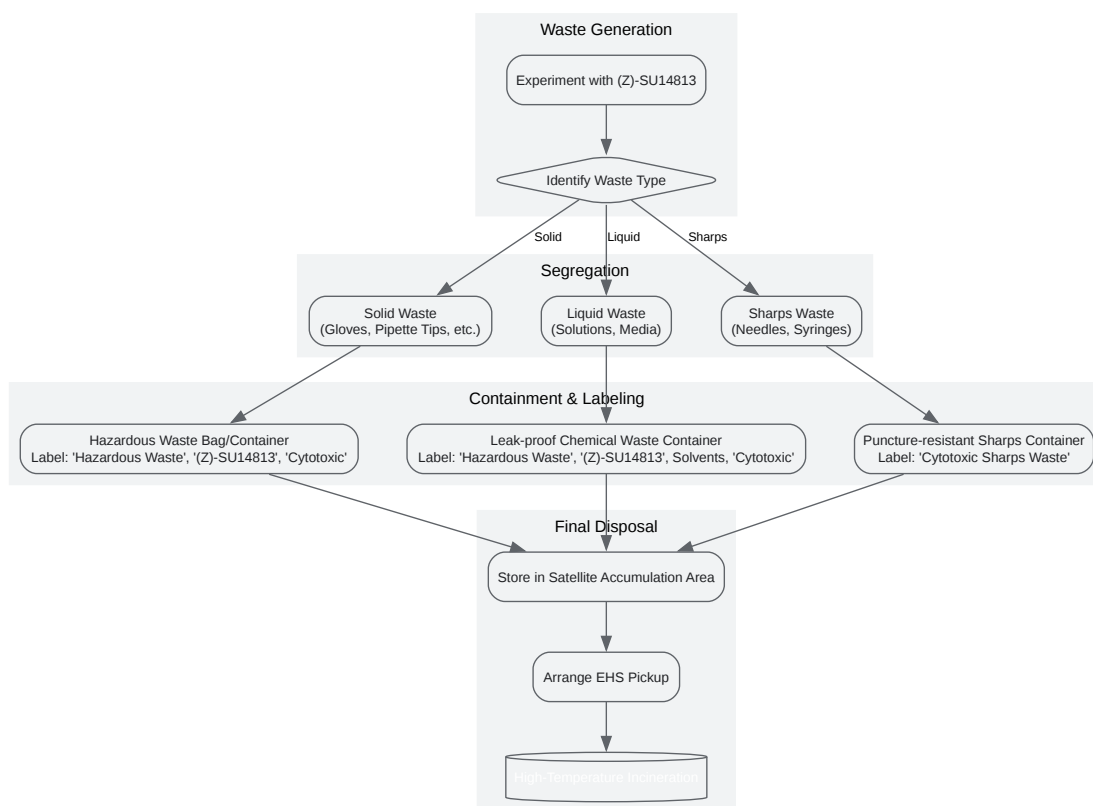 Waste Generation
Experiment with (Z)-SU14813
Identify Waste Type
Solid
Liquid
Sharps
Segregation
Solid Waste
(Gloves, Pipette Tips, etc.)
Liquid Waste
(Solutions, Media)
Sharps Waste
(Needles, Syringes)
Containment & Labeling
Hazardous Waste Bag/Container
Label: 'Hazardous Waste', '(Z)-SU14813', 'Cytotoxic'
Leak-proof Chemical Waste Container
Label: 'Hazardous Waste', '(Z)-SU14813', Solvents, 'Cytotoxic'
Puncture-resistant Sharps Container
Label: 'Cytotoxic Sharps Waste'
Final Disposal
Store in Satellite Accumulation Area
Arrange EHS Pickup
High-Temperature Incineration